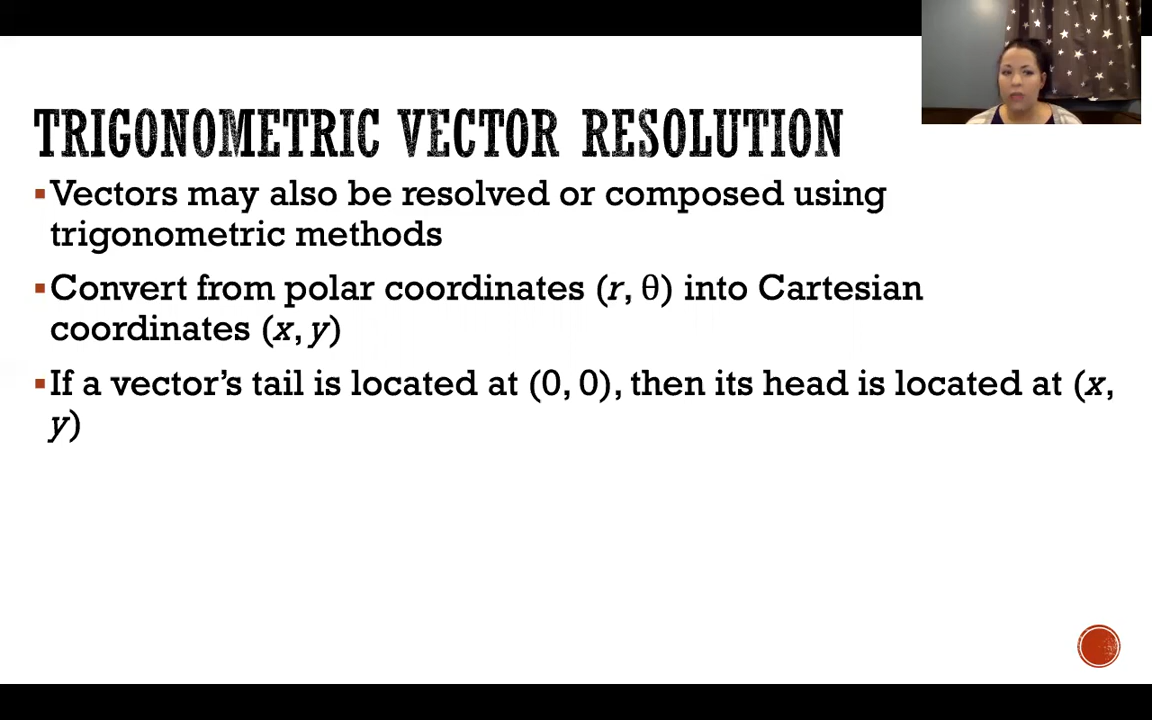 TRIGONOMETRIC VECTOR RESOLUTION
▪Vectors may also be resolved or composed using
trigonometric methods
▪Convert from polar coordinates (r, θ) into Cartesian
coordinates (x, y)
▪If a vector’s tail is located at (0, 0), then its head is located at (x,
y)